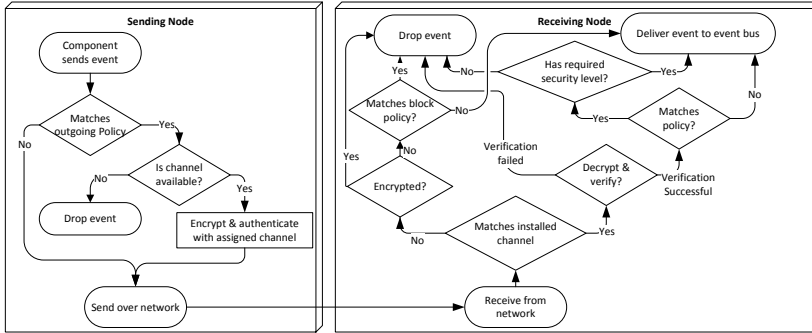 Sending Node
Component
sends event
Matches
outgoing Policy
Yes
No
Is channel
available?
No
Yes
Drop event
Encrypt & authenticate
with assigned channel
Send over network
Receiving Node
Drop event
Deliver event to event bus
Has required
security level?
No
Yes
Yes
Matches block
policy?
No
Matches
policy?
Yes
No
No
Yes
Verification
failed
Encrypted?
Decrypt &
verify?
Verification
Successful
Matches installed
channel
No
Yes
Receive from
network